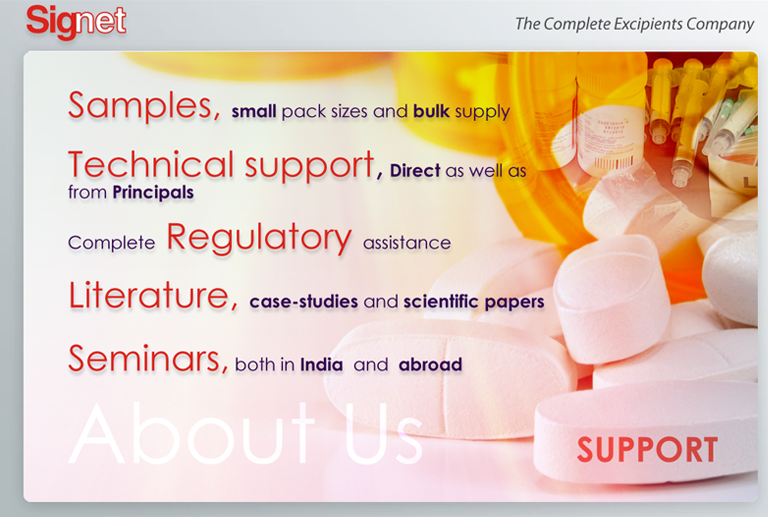 Signet
The Complete Excipients Company
Samples, small pack sizes and bulk supply
Technical support, Direct as well as
from Principals
Complete Regulatory assistance
Literature, case-studies and scientific papers
Seminars, both in India and abroad
About Us
SUPPORT